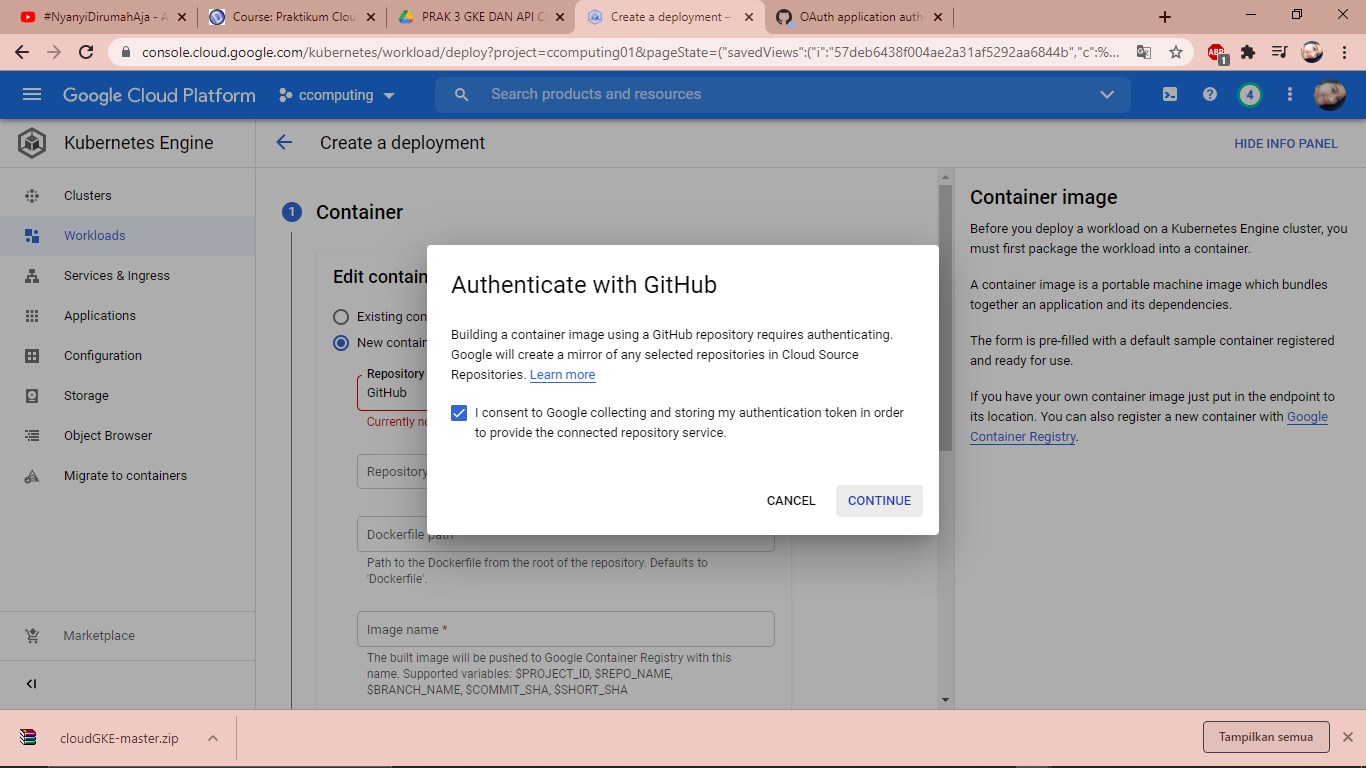 #NyanyiDirumahAja - A
Course: Praktikum Clou
PRAK 3 GKE DAN API C
Create a deployment –
OAuth application auth
console.cloud.google.com/kubernetes/workload/deploy?project=ccomputing01&pageState=("savedViews":("i":"57deb6438f004ae2a31af5292aa6844b","c":%...
ABP
1
Google Cloud Platform
ccomputing
Search products and resources
4
Kubernetes Engine
Create a deployment
HIDE INFO PANEL
Clusters
Workloads
Services & Ingress
Applications
Configuration
Storage
Object Browser
Migrate to containers
Marketplace
1 Container
Edit contain
Existing con
New contain
Repository
GitHub
Currently no
Repository
Dockerfile path
Path to the Dockerfile from the root of the repository. Defaults to
'Dockerfile'.
Image name *
The built image will be pushed to Google Container Registry with this
name. Supported variables: $PROJECT_ID, $REPO_NAME,
$BRANCH_NAME, $COMMIT_SHA, $SHORT_SHA
Authenticate with GitHub
Building a container image using a GitHub repository requires authenticating.
Google will create a mirror of any selected repositories in Cloud Source
Repositories. Learn more
I consent to Google collecting and storing my authentication token in order
to provide the connected repository service.
CANCEL
CONTINUE
Container image
Before you deploy a workload on a Kubernetes Engine cluster, you
must first package the workload into a container.
A container image is a portable machine image which bundles
together an application and its dependencies.
The form is pre-filled with a default sample container registered
and ready for use.
If you have your own container image just put in the endpoint to
its location. You can also register a new container with Google
Container Registry.
cloudGKE-master.zip
Tampilkan semua